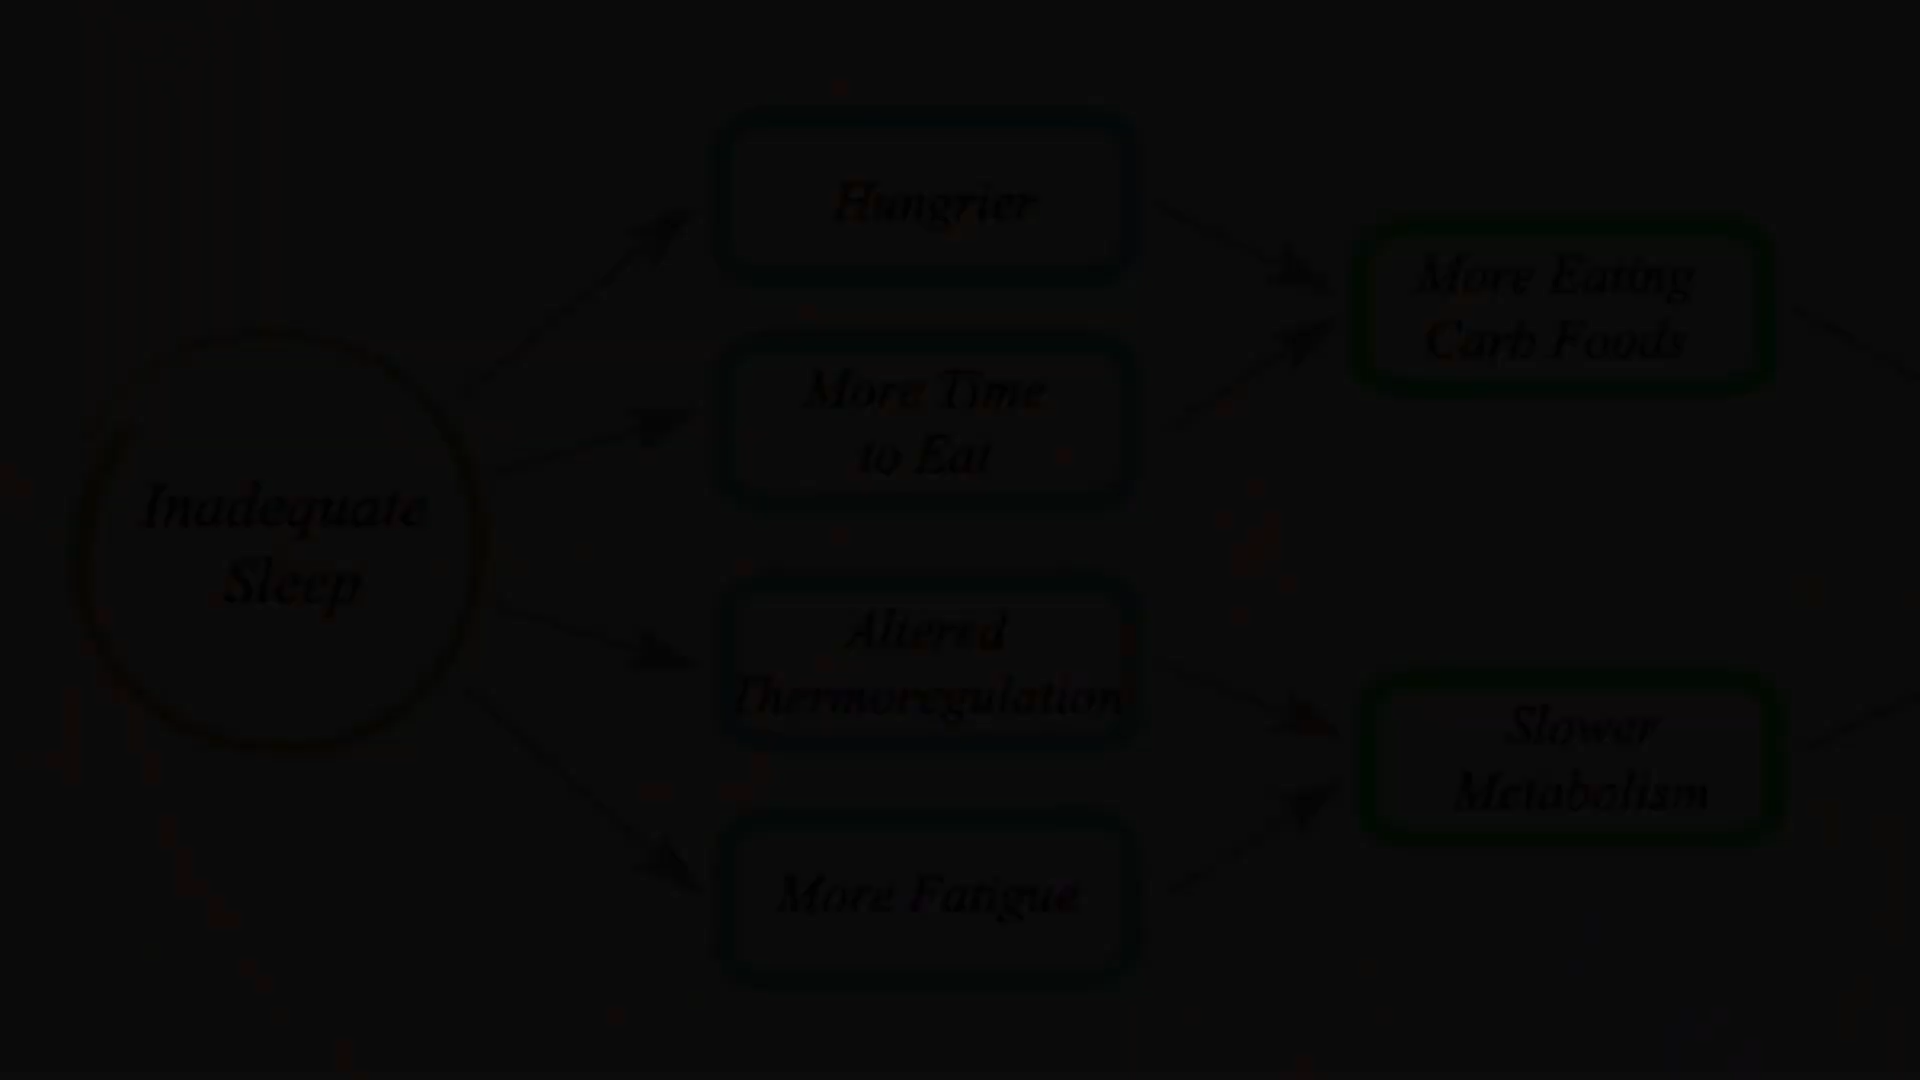 Inadequate
Sleep
Hungrier
More Time
to Eat
Altered
Thermoregulation
More Fatigue
More Eating
Carb Foods
Slower
Metabolism